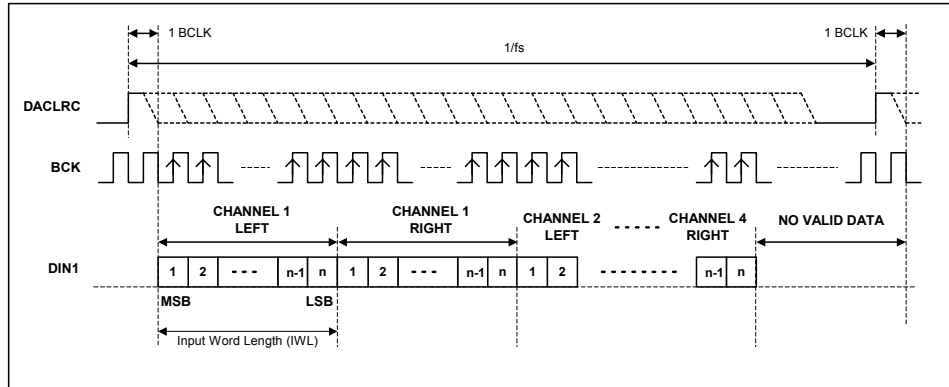 1 BCLK 1 BCLK
1/fs
DACLRC
BCK
CHANNEL 1 LEFT
CHANNEL 1 RIGHT
CHANNEL 2 LEFT
CHANNEL 4 RIGHT
NO VALID DATA
DIN1
1 2 n-1 n 1 2 n-1 n 1 2 n-1 n
MSB LSB
Input Word Length (IWL)